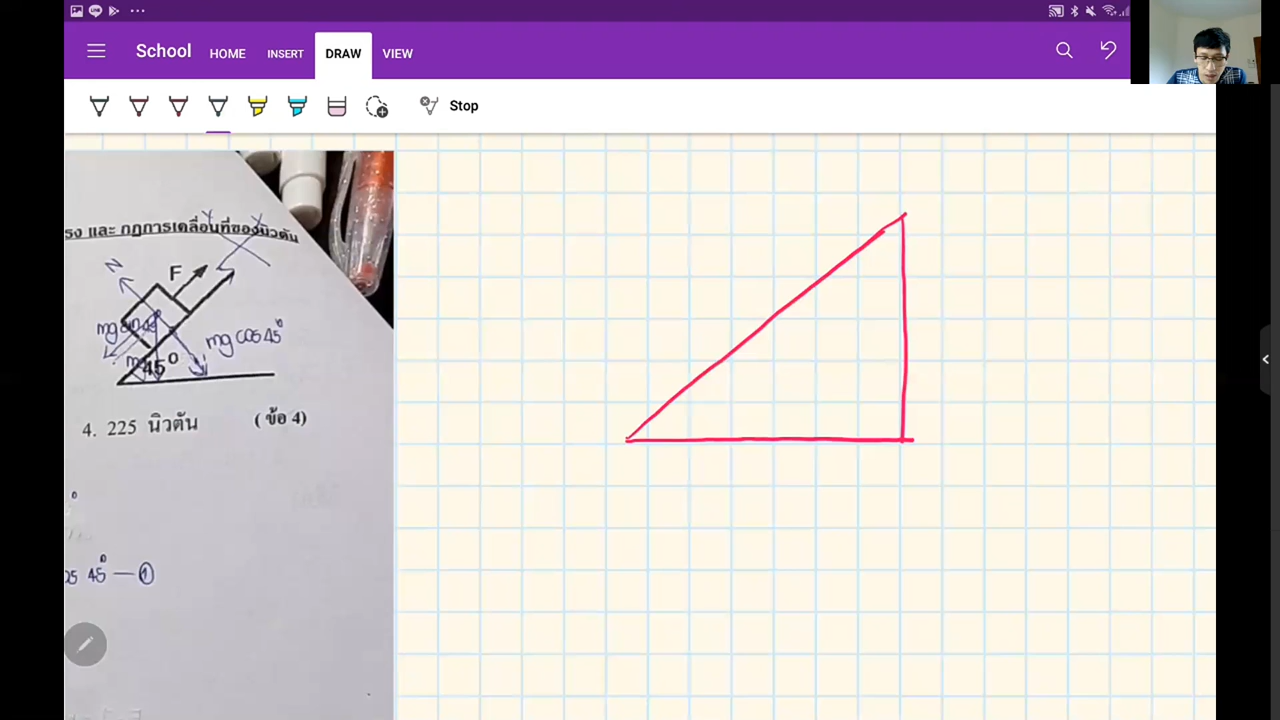 School HOME INSERT DRAW VIEW
Stop
รง และ กฎการเคลื่อนที่ของนิวตัน
N
F
mg cos 45°
45°
4. 225 นิวตัน (ข้อ 4)
45° — ①